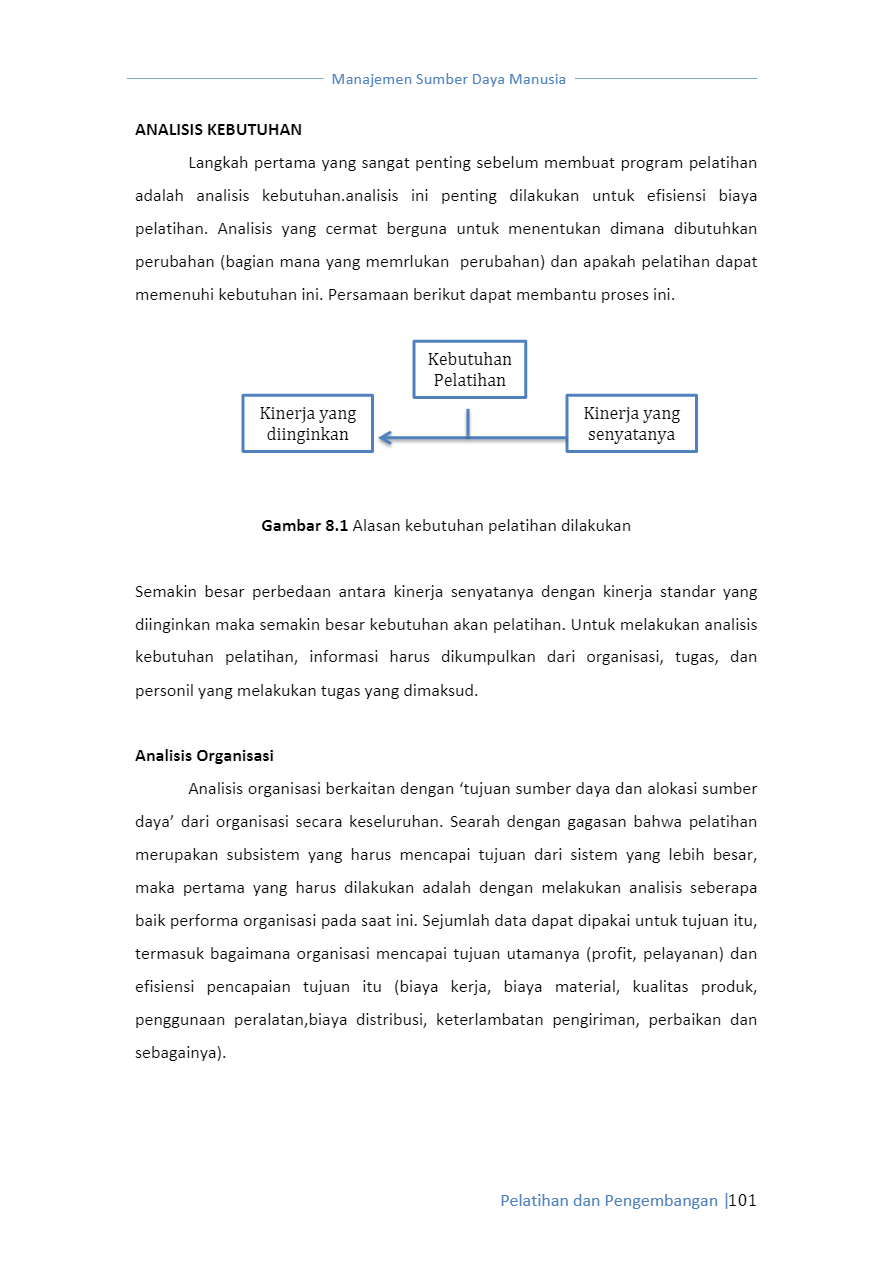 Manajemen Sumber Daya Manusia
ANALISIS KEBUTUHAN
Langkah pertama yang sangat penting sebelum membuat program pelatihan
adalah analisis kebutuhan.analisis ini penting dilakukan untuk efisiensi biaya
pelatihan. Analisis yang cermat berguna untuk menentukan dimana dibutuhkan
perubahan (bagian mana yang memrlukan  perubahan) dan apakah pelatihan dapat
memenuhi kebutuhan ini. Persamaan berikut dapat membantu proses ini.
Kebutuhan
Pelatihan
Kinerja yang
diinginkan
Kinerja yang
senyatanya
Gambar 8.1 Alasan kebutuhan pelatihan dilakukan
Semakin besar perbedaan antara kinerja senyatanya dengan kinerja standar yang
diinginkan maka semakin besar kebutuhan akan pelatihan. Untuk melakukan analisis
kebutuhan pelatihan, informasi harus dikumpulkan dari organisasi, tugas, dan
personil yang melakukan tugas yang dimaksud.
Analisis Organisasi
Analisis organisasi berkaitan dengan ‘tujuan sumber daya dan alokasi sumber
daya’ dari organisasi secara keseluruhan. Searah dengan gagasan bahwa pelatihan
merupakan subsistem yang harus mencapai tujuan dari sistem yang lebih besar,
maka pertama yang harus dilakukan adalah dengan melakukan analisis seberapa
baik performa organisasi pada saat ini. Sejumlah data dapat dipakai untuk tujuan itu,
termasuk bagaimana organisasi mencapai tujuan utamanya (profit, pelayanan) dan
efisiensi pencapaian tujuan itu (biaya kerja, biaya material, kualitas produk,
penggunaan peralatan,biaya distribusi, keterlambatan pengiriman, perbaikan dan
sebagainya).
Pelatihan dan Pengembangan |101